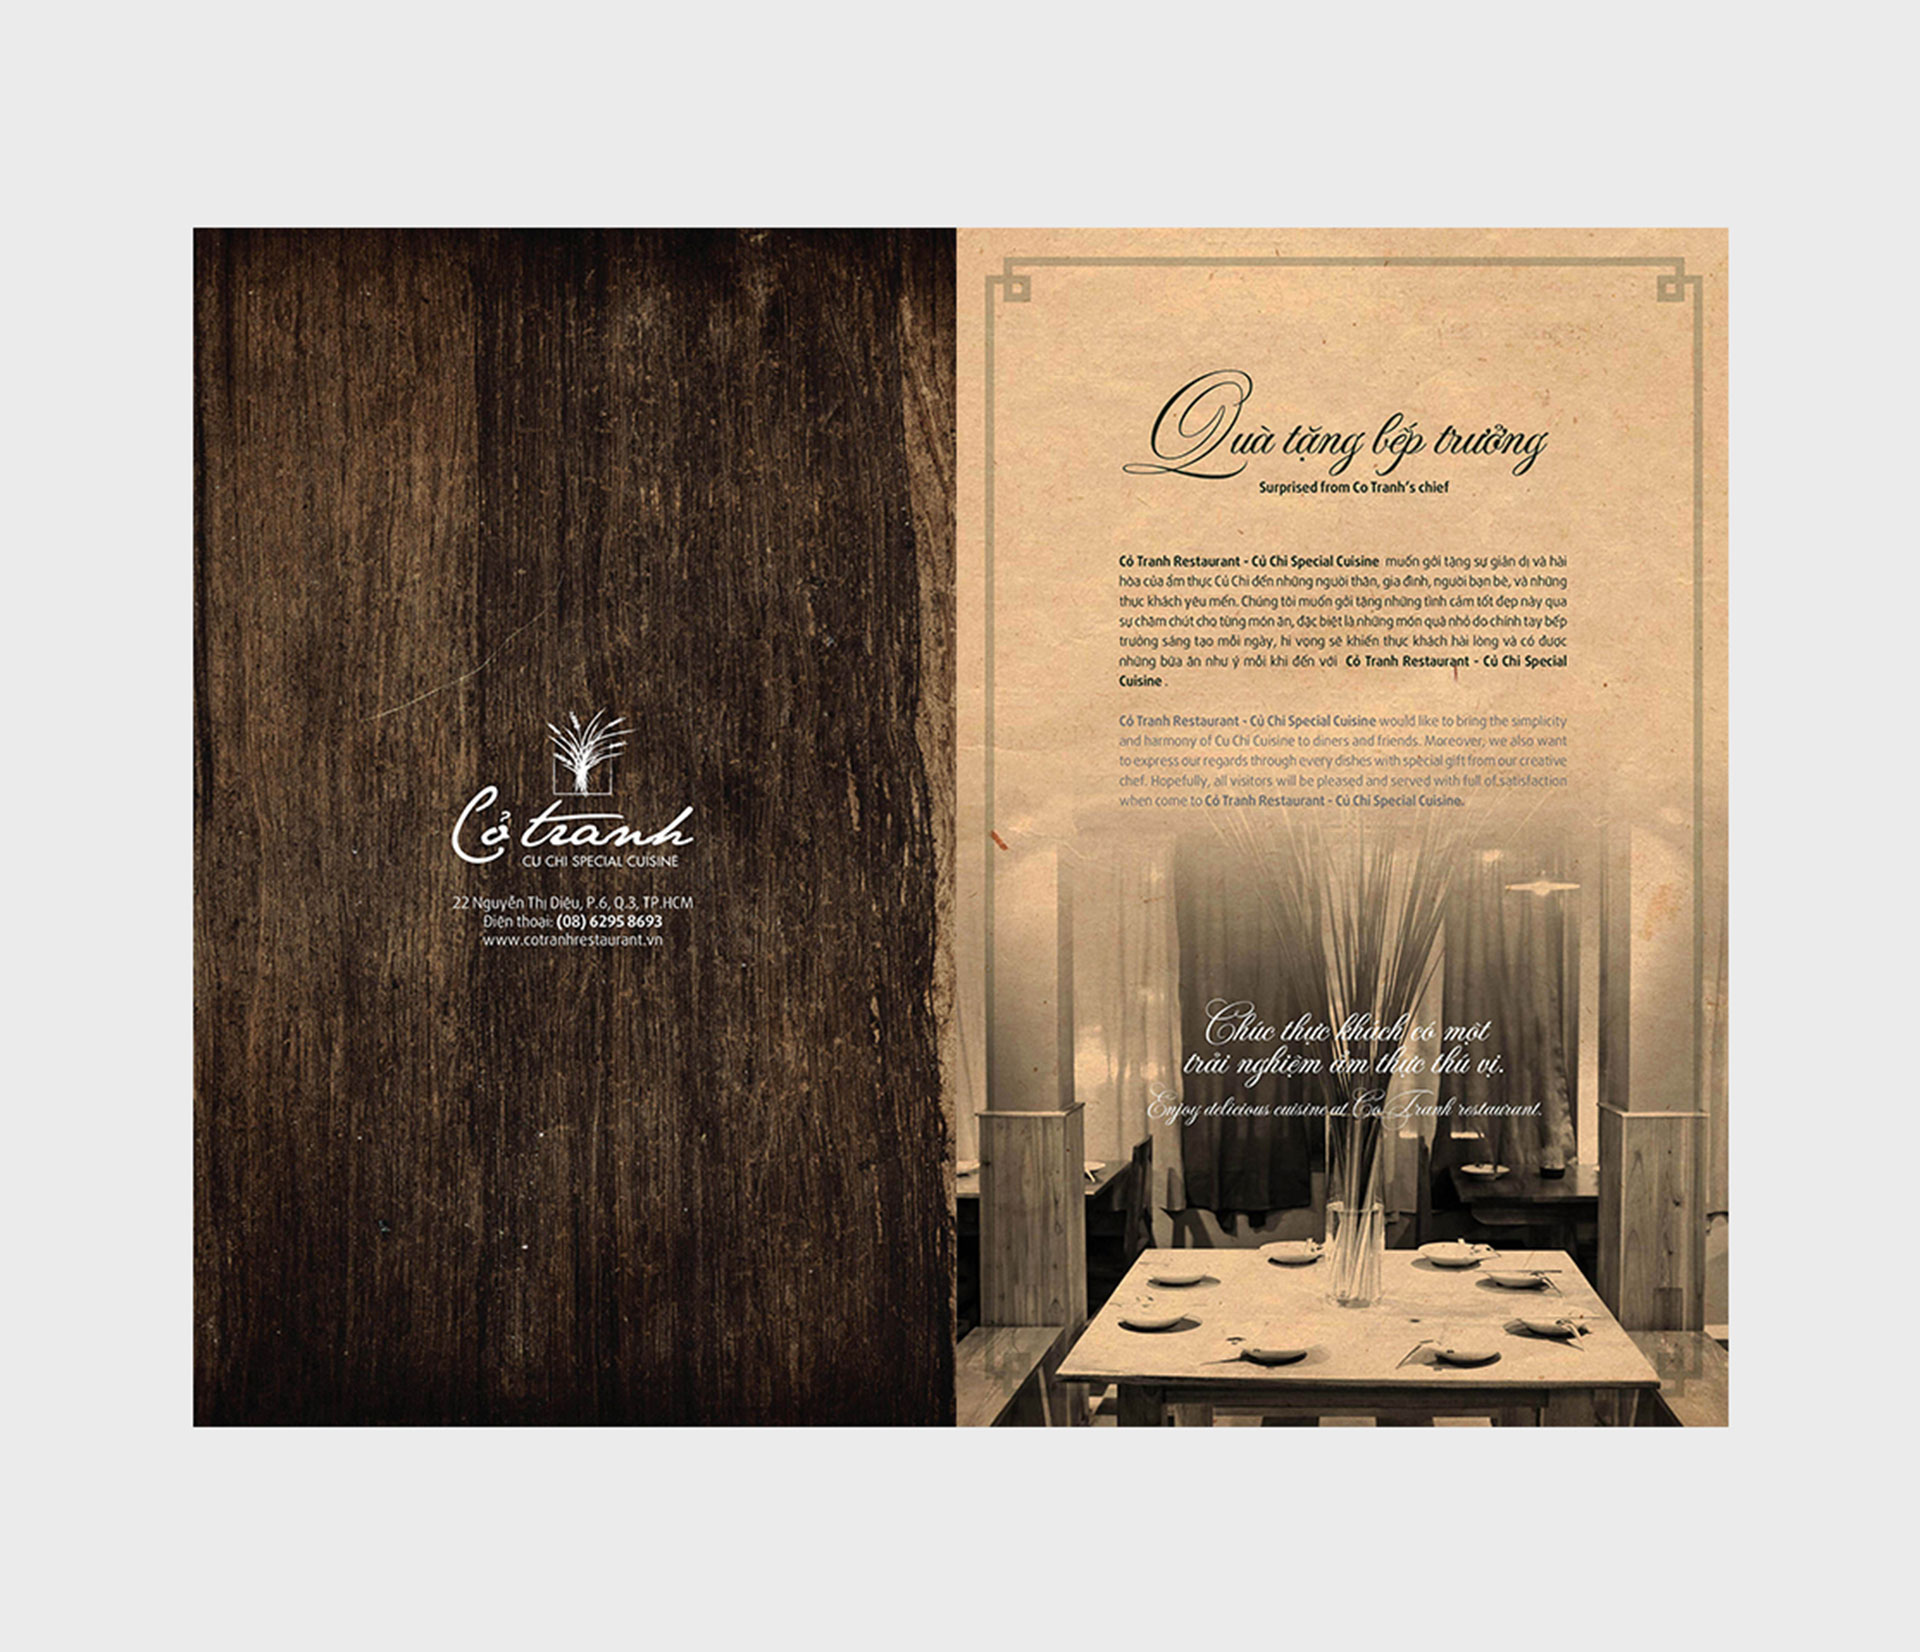 Cỏ tranh
CU CHI SPECIAL CUISINE
22 Nguyễn Thị Diệu, P.6, Q.3, TP.HCM
Điện thoại: (08) 6295 8693
www.cotranhrestaurant.vn
Quà tặng bếp trưởng
Surprised from Co Tranh's chief
Cỏ Tranh Restaurant - Củ Chi Special Cuisine muốn gởi tặng sự giản dị và hài
hòa của ẩm thực Củ Chi đến những người thân, gia đình, người bạn bè, và những
thực khách yêu mến. Chúng tôi muốn gởi tặng những tình cảm tốt đẹp này qua
sự chăm chút cho từng món ăn, đặc biệt là những món quà nhỏ do chính tay bếp
trưởng sáng tạo mỗi ngày, hi vọng sẽ khiến thực khách hài lòng và có được
những bữa ăn như ý mỗi khi đến với Cỏ Tranh Restaurant - Củ Chi Special
Cuisine .
Cỏ Tranh Restaurant - Củ Chi Special Cuisine would like to bring the simplicity
and harmony of Cu Chi Cuisine to diners and friends. Moreover, we also want
to express our regards through every dishes with special gift from our creative
chef. Hopefully, all visitors will be pleased and served with full of satisfaction
when come to Cỏ Tranh Restaurant - Củ Chi Special Cuisine.
Chúc thực khách có một
trải nghiệm ẩm thực thú vị.
Enjoy delicious cuisine at Co Tranh restaurant.